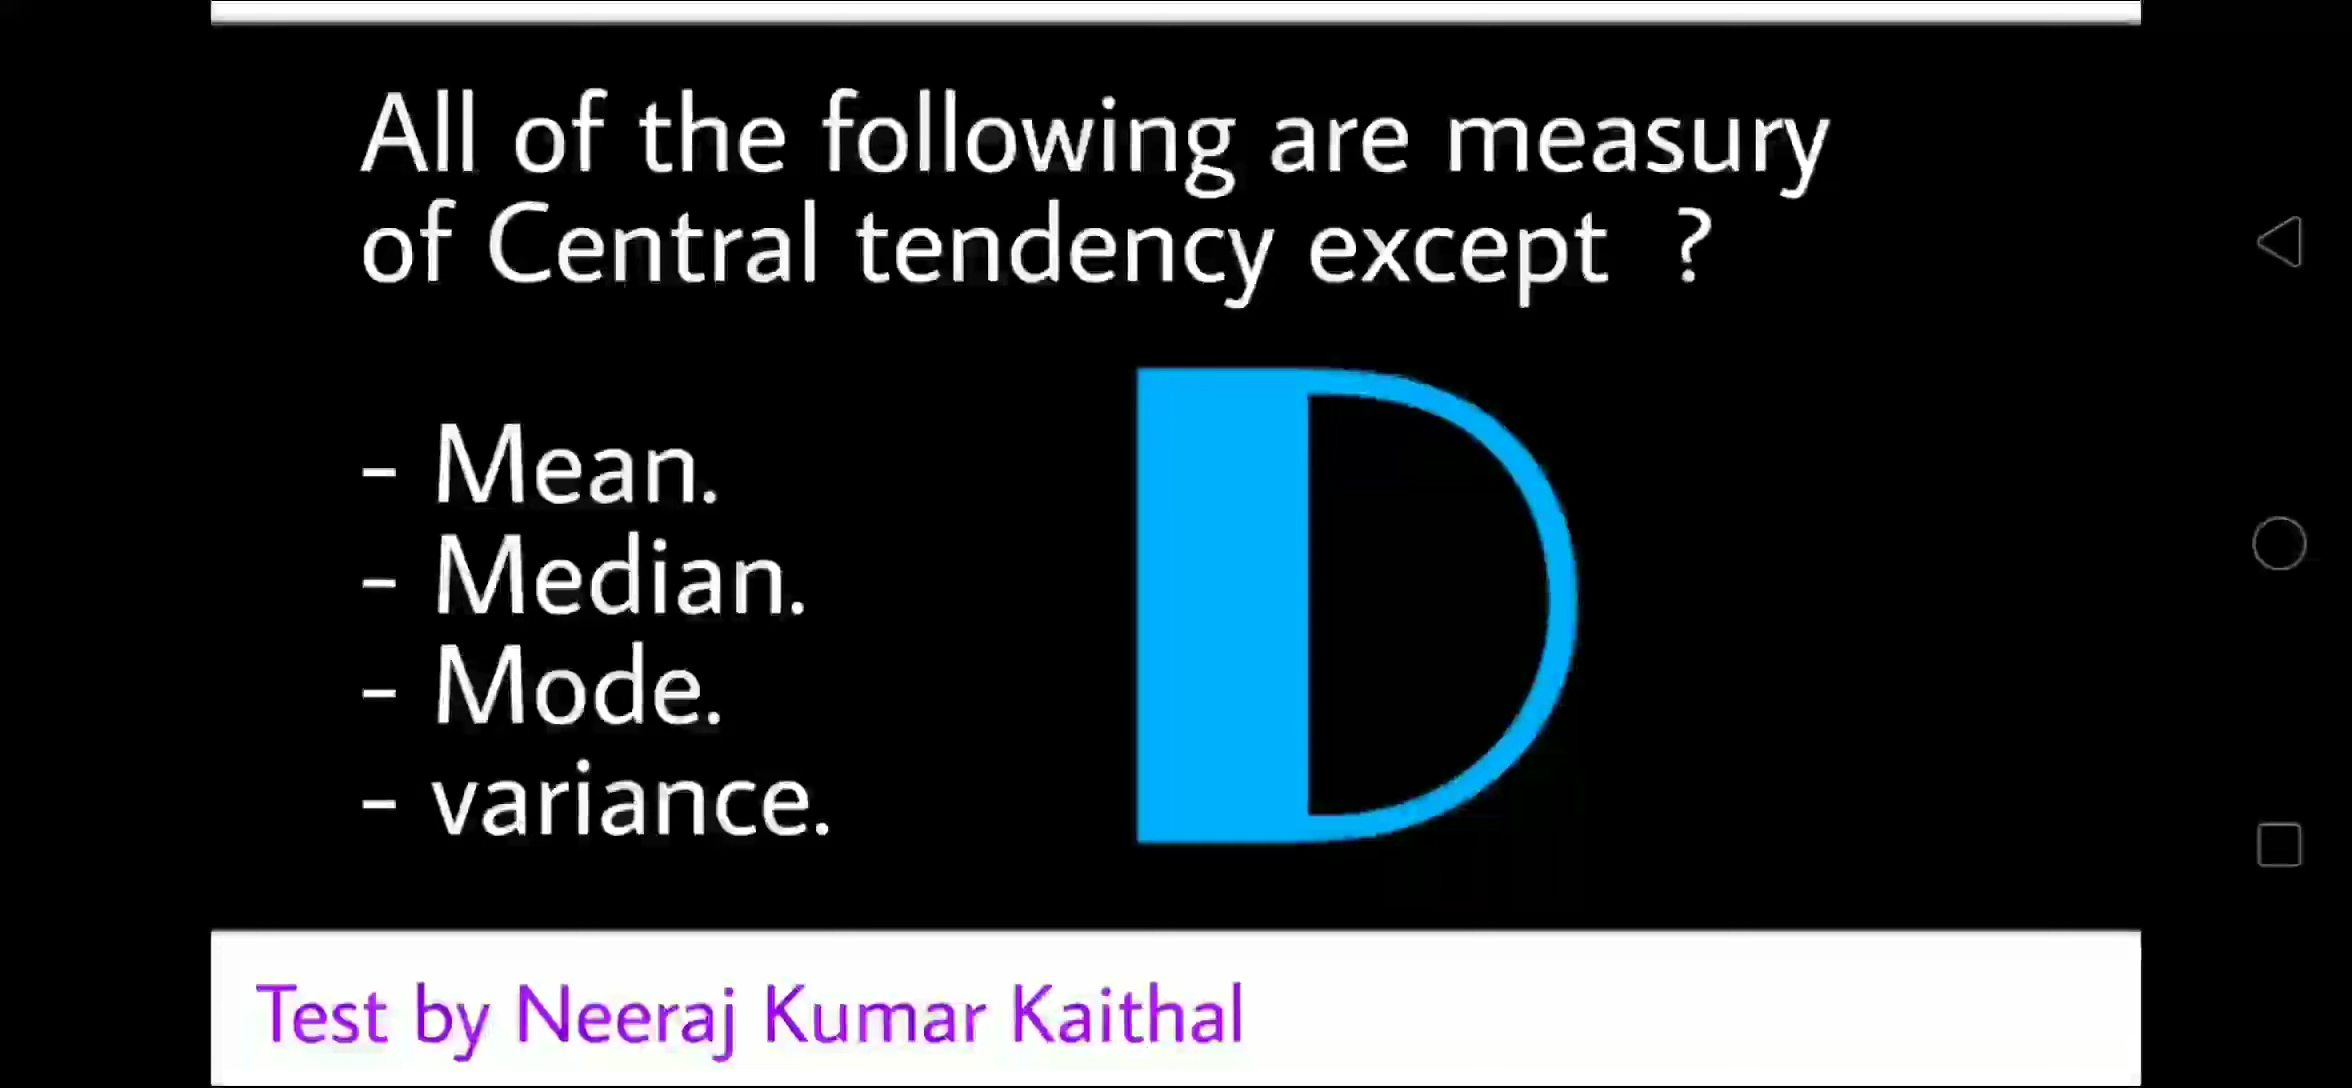 All of the following are measury
of Central tendency except ?
- Mean.
- Median.
- Mode.
- variance.
D
Test by Neeraj Kumar Kaithal